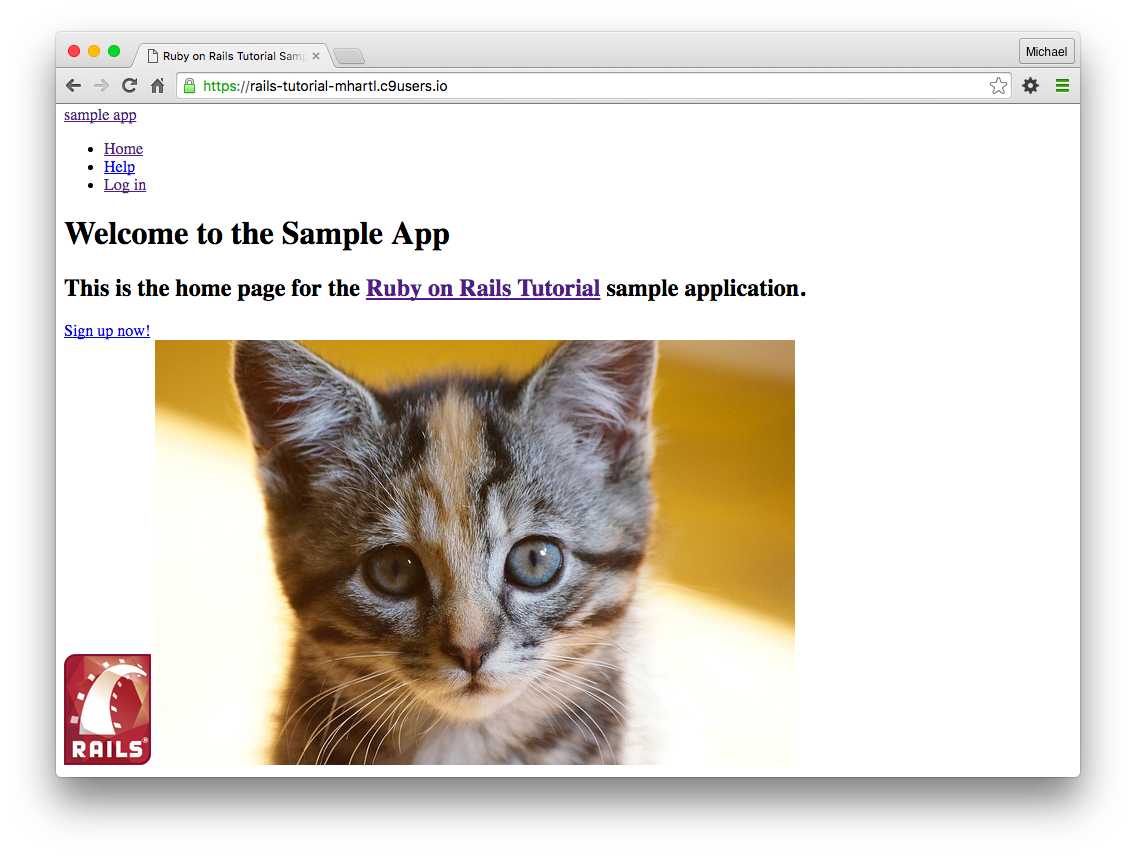 Ruby on Rails Tutorial Sam
Michael
https://rails-tutorial-mhartl.c9users.io
sample app
Home
Help
Log in
Welcome to the Sample App
This is the home page for the Ruby on Rails Tutorial sample application.
Sign up now!
RAILS®